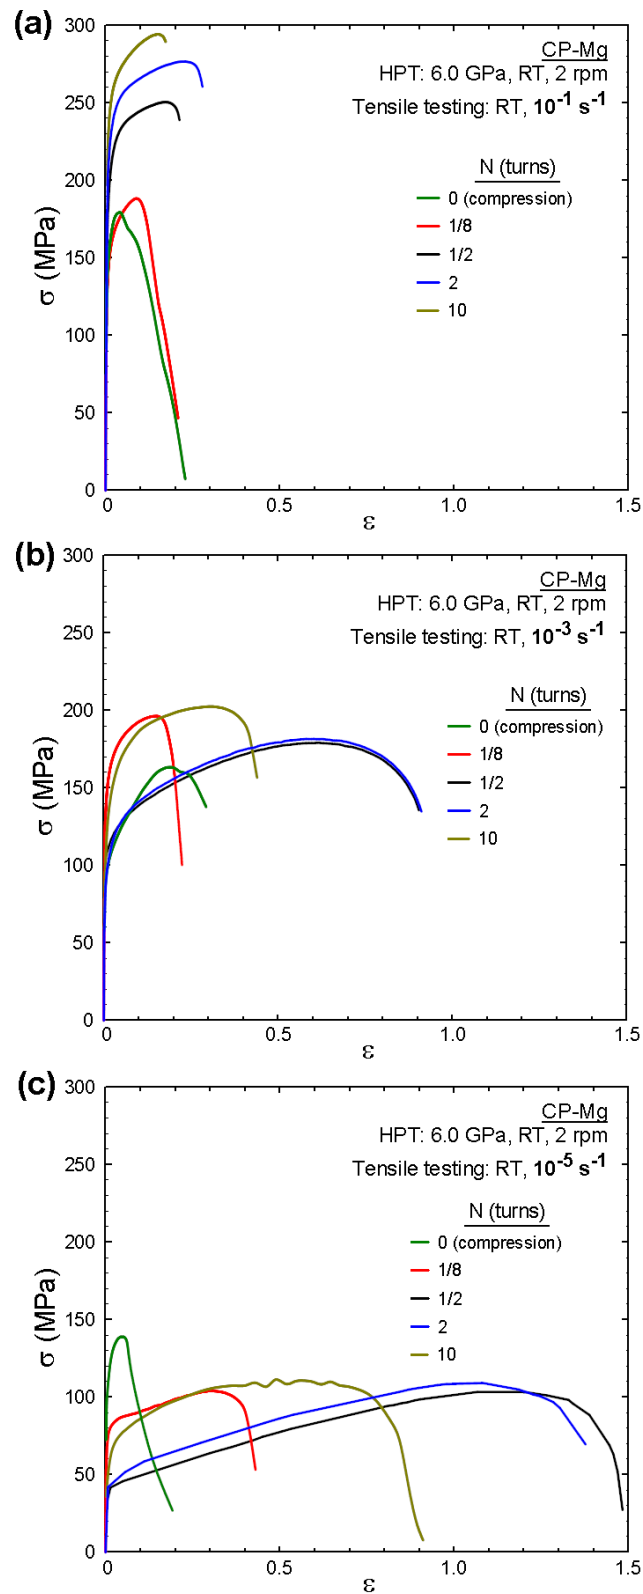 (a)
300
250
200
150
100
50
0
σ (MPa)
CP-Mg
HPT: 6.0 GPa, RT, 2 rpm
Tensile testing: RT, 10⁻¹ s⁻¹
N (turns)
0 (compression)
1/8
1/2
2
10
0 0.5 1.0 1.5
ε
(b)
300
250
200
150
100
50
0
σ (MPa)
CP-Mg
HPT: 6.0 GPa, RT, 2 rpm
Tensile testing: RT, 10⁻³ s⁻¹
N (turns)
0 (compression)
1/8
1/2
2
10
0 0.5 1.0 1.5
ε
(c)
300
250
200
150
100
50
0
σ (MPa)
CP-Mg
HPT: 6.0 GPa, RT, 2 rpm
Tensile testing: RT, 10⁻⁵ s⁻¹
N (turns)
0 (compression)
1/8
1/2
2
10
0 0.5 1.0 1.5
ε